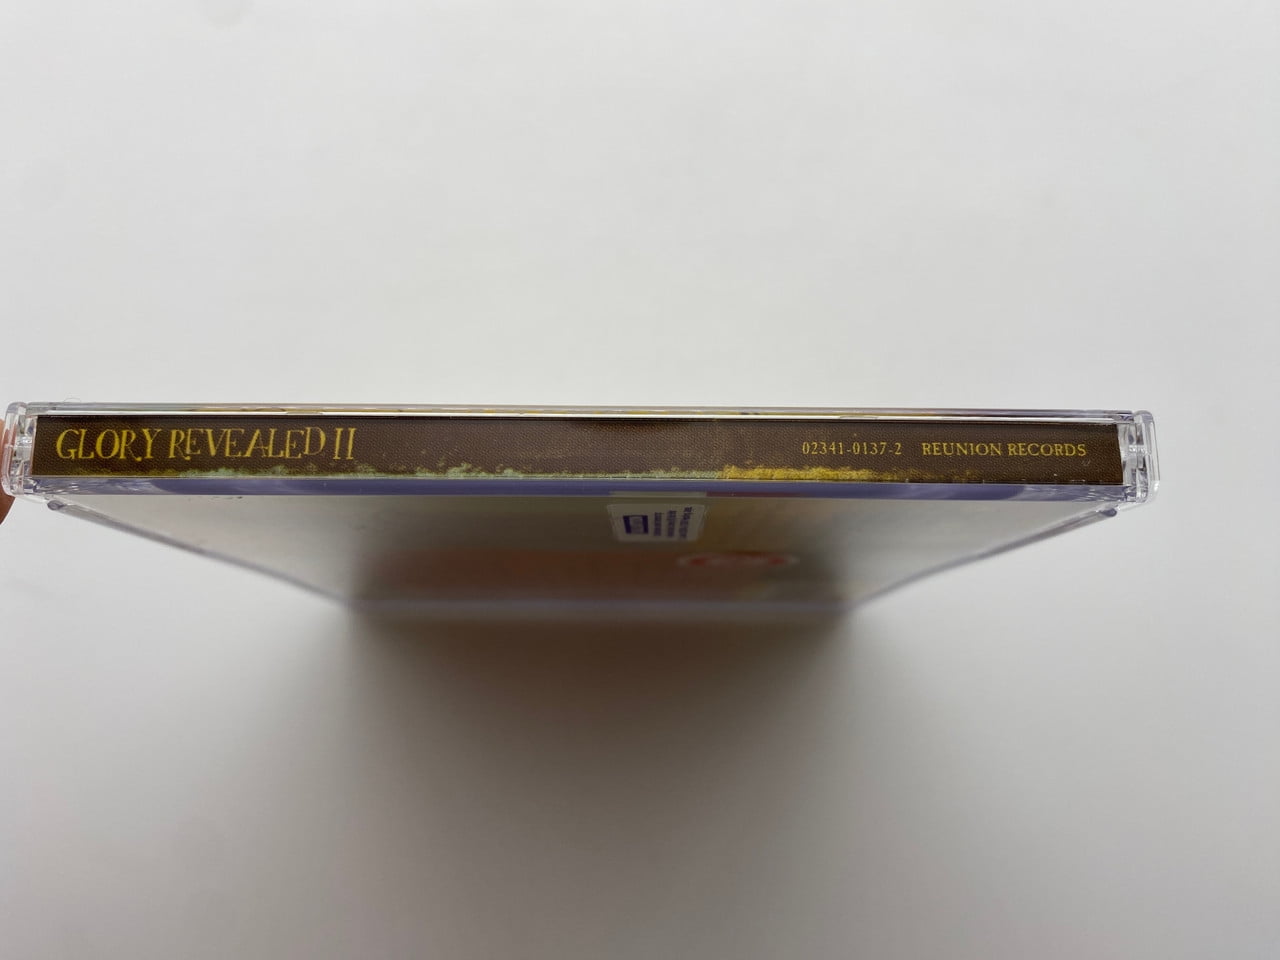 GLORY REVEALED II 02341-0137-2 REUNION RECORDS